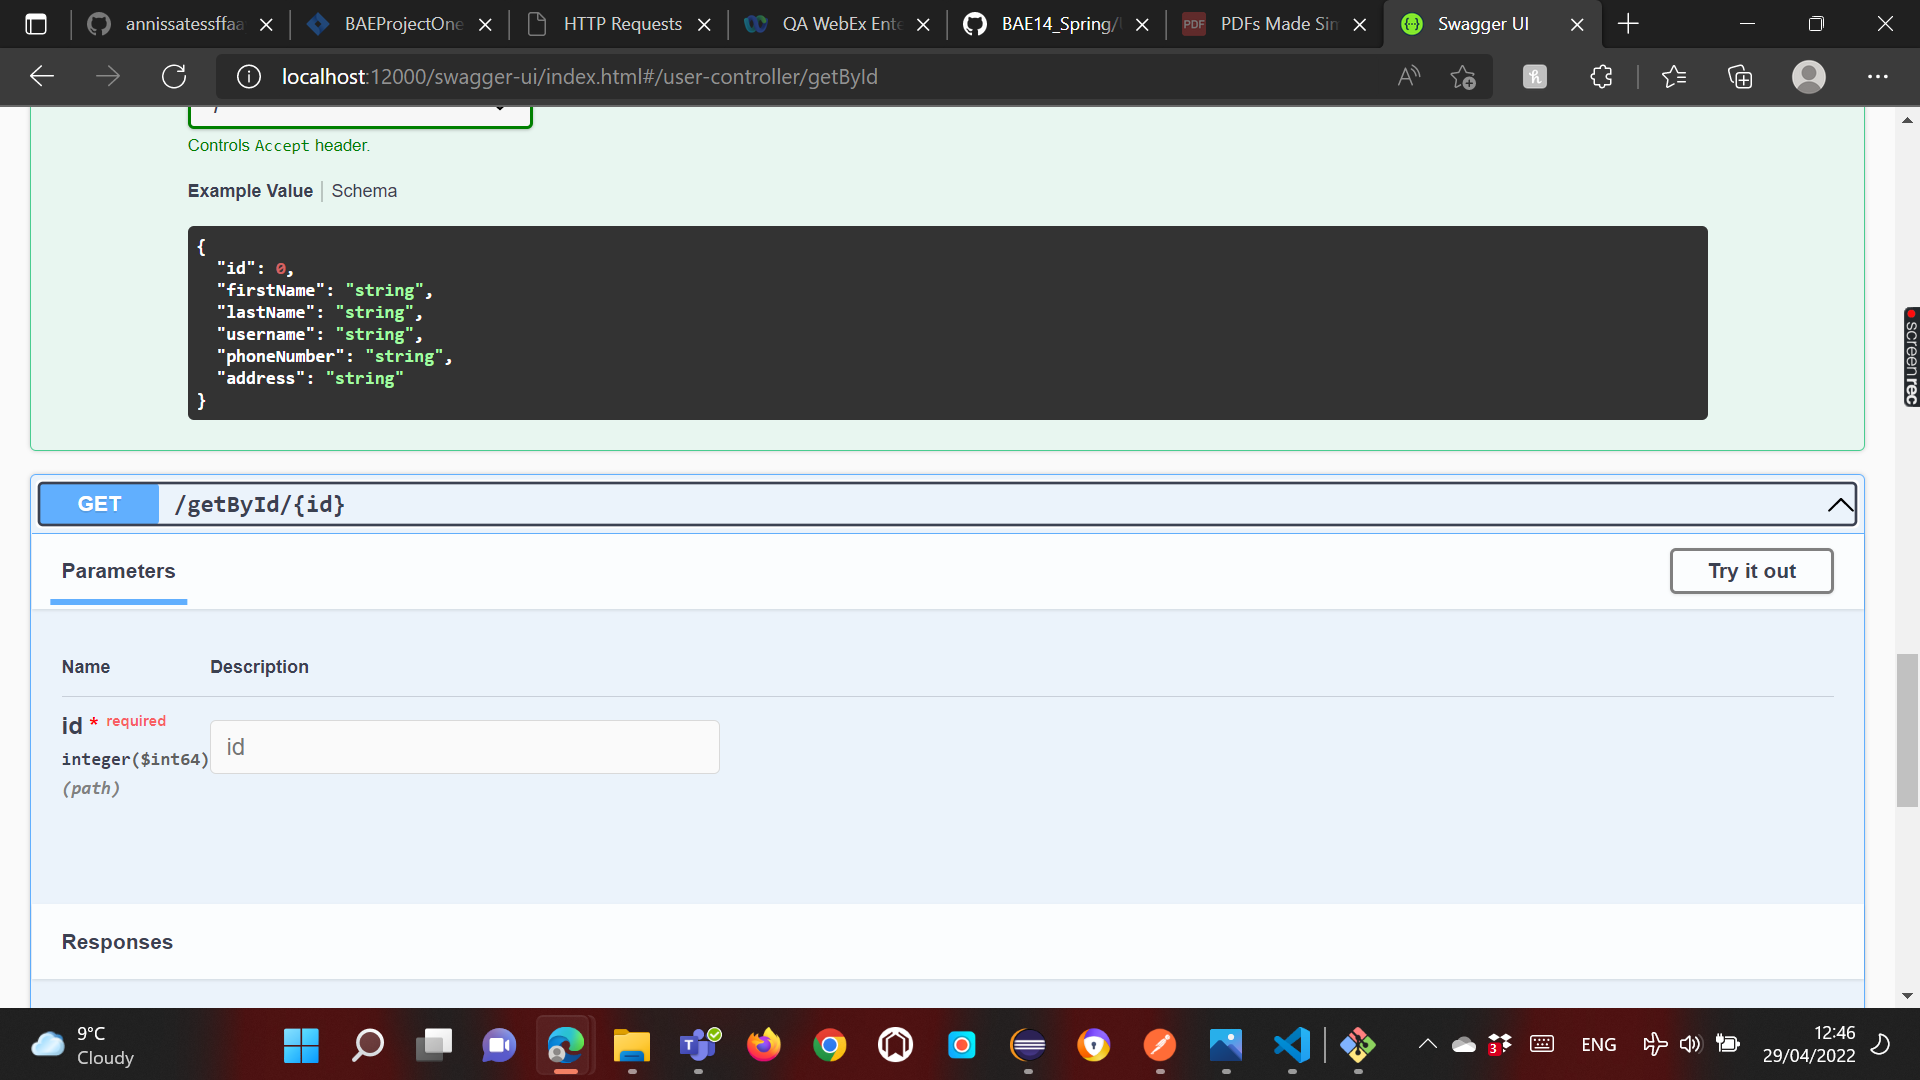 annissatessffaa
BAEProjectOne
HTTP Requests
QA WebEx Ente
BAE14_Spring/
PDF
PDFs Made Sim
Swagger UI
localhost:12000/swagger-ui/index.html#/user-controller/getById
Controls Accept header.
Example Value
Schema
{
"id": 0,
"firstName": "string",
"lastName": "string",
"username": "string",
"phoneNumber": "string",
"address": "string"
}
screenrec
GET
/getById/{id}
Parameters
Try it out
Name
Description
id * required
id
integer($int64)
(path)
Responses
9°C
Cloudy
3
ENG
12:46
29/04/2022